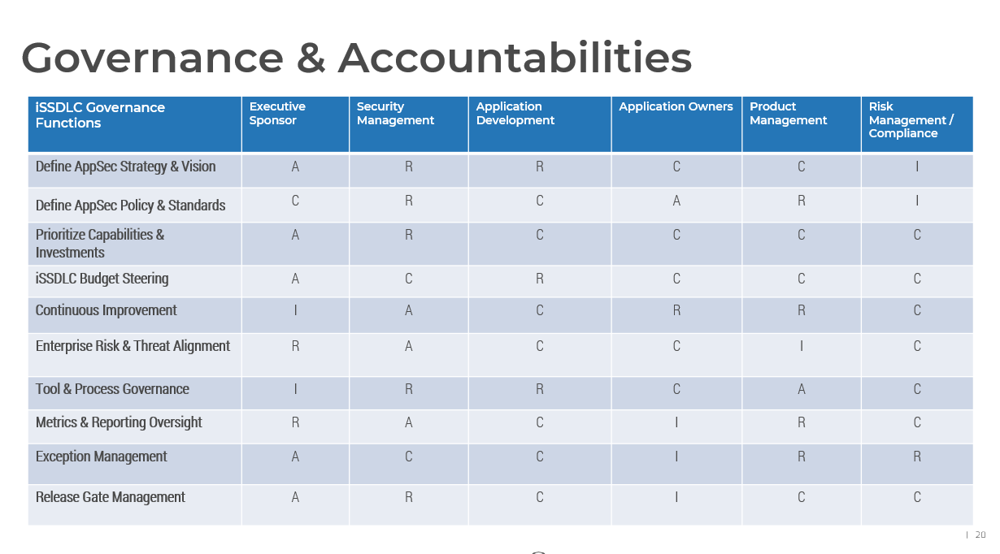 Governance & Accountabilities
iSSDLC Governance Functions Executive Sponsor Security Management Application Development Application Owners Product Management Risk Management / Compliance
Define AppSec Strategy & Vision A R R C C I
Define AppSec Policy & Standards C R C A R I
Prioritize Capabilities & Investments A R C C C C
iSSDLC Budget Steering A C R C C C
Continuous Improvement I A C R R C
Enterprise Risk & Threat Alignment R A C C I C
Tool & Process Governance I R R C A C
Metrics & Reporting Oversight R A C I R C
Exception Management A C C I R R
Release Gate Management A R C I C C
| 20